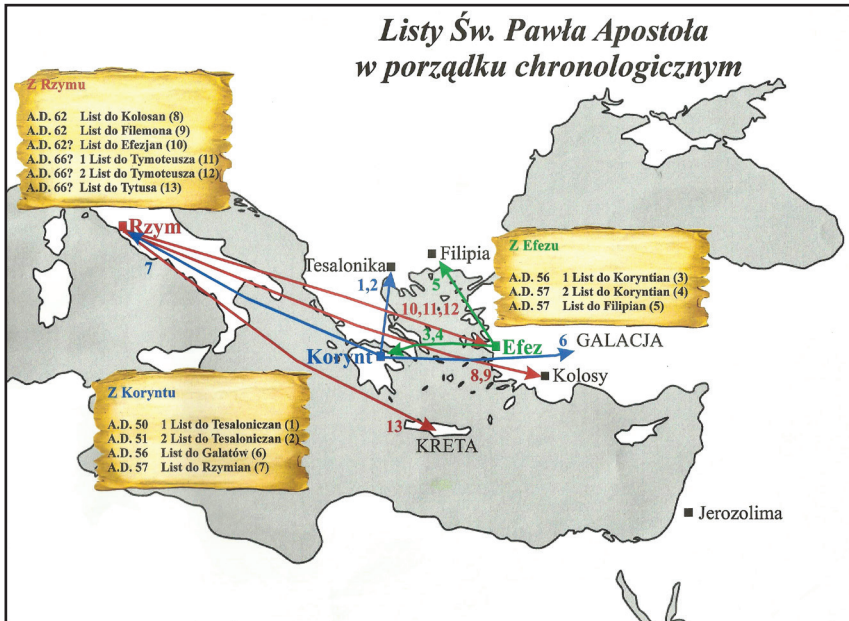 Listy Św. Pawła Apostoła
w porządku chronologicznym
Z Rzymu
A.D. 62 List do Kolosan (8)
A.D. 62 List do Filemona (9)
A.D. 62? List do Efezjan (10)
A.D. 66? 1 List do Tymoteusza (11)
A.D. 66? 2 List do Tymoteusza (12)
A.D. 66? List do Tytusa (13)
Rzym
7
Tesalonika
1,2
Filipia
5
10,11,12
3,4
Z Efezu
A.D. 56 1 List do Koryntian (3)
A.D. 57 2 List do Koryntian (4)
A.D. 57 List do Filipian (5)
Korynt
Efez
6
GALACJA
8,9
Kolosy
Z Koryntu
A.D. 50 1 List do Tesaloniczan (1)
A.D. 51 2 List do Tesaloniczan (2)
A.D. 56 List do Galatów (6)
A.D. 57 List do Rzymian (7)
13
KRETA
Jerozolima